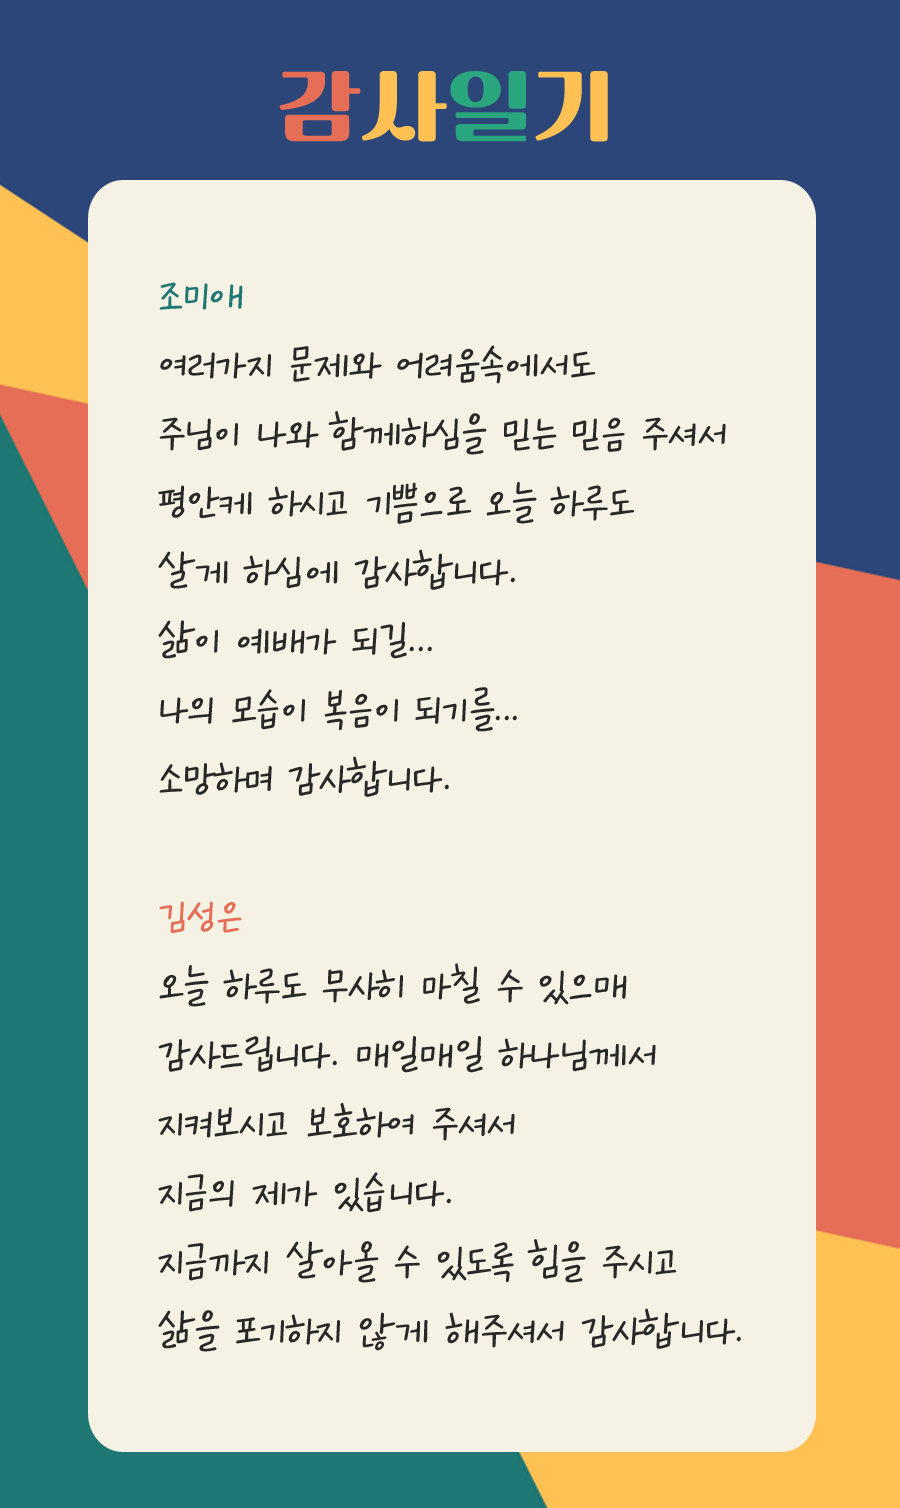 감사일기
조미애
여러가지 문제와 어려움속에서도
주님이 나와 함께하심을 믿는 믿음 주셔서
평안케 하시고 기쁨으로 오늘 하루도
살게 하심에 감사합니다.
삶이 예배가 되길...
나의 모습이 복음이 되기를...
소망하며 감사합니다.
김성은
오늘 하루도 무사히 마칠 수 있으매
감사드립니다. 매일매일 하나님께서
지켜보시고 보호하여 주셔서
지금의 제가 있습니다.
지금까지 살아올 수 있도록 힘을 주시고
삶을 포기하지 않게 해주셔서 감사합니다.